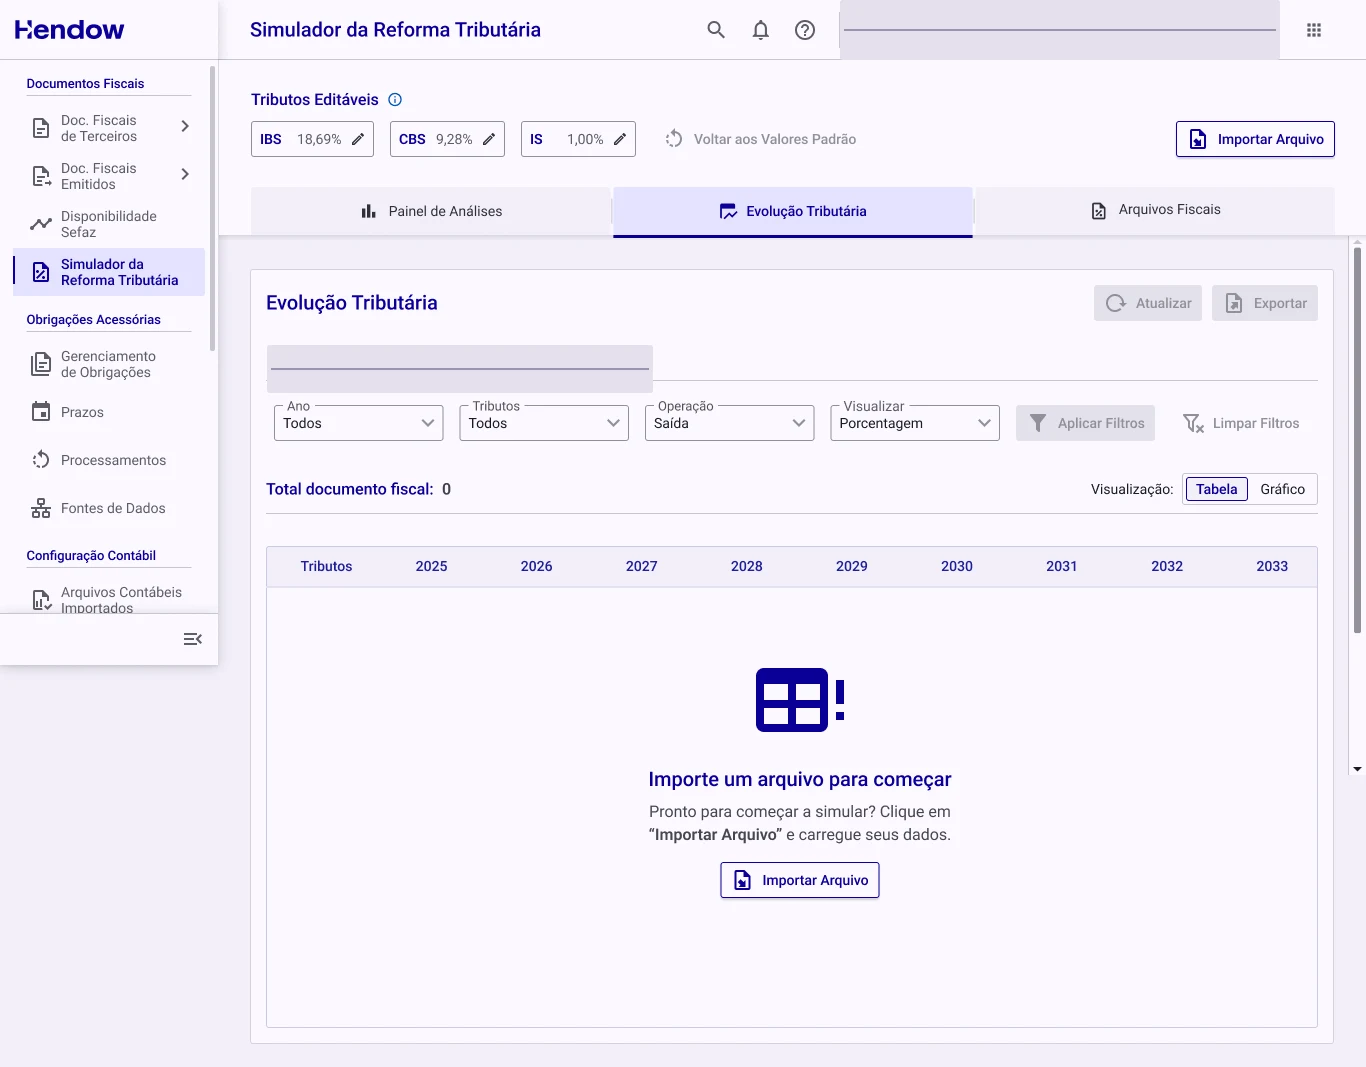 Hendow
Simulador da Reforma Tributária
Documentos Fiscais
Doc. Fiscais
de Terceiros
Doc. Fiscais
Emitidos
Disponibilidade
Sefaz
Simulador da
Reforma Tributária
Obrigações Acessórias
Gerenciamento
de Obrigações
Prazos
Processamentos
Fontes de Dados
Configuração Contábil
Arquivos Contábeis
Importados
Tributos Editáveis
IBS 18,69% CBS 9,28% IS 1,00% Voltar aos Valores Padrão Importar Arquivo
Painel de Análises Evolução Tributária Arquivos Fiscais
Evolução Tributária Atualizar Exportar
Ano Tributos Operação Visualizar
Todos Todos Saída Porcentagem Aplicar Filtros Limpar Filtros
Total documento fiscal: 0 Visualização: Tabela Gráfico
Tributos 2025 2026 2027 2028 2029 2030 2031 2032 2033
Importe um arquivo para começar
Pronto para começar a simular? Clique em
“Importar Arquivo” e carregue seus dados.
Importar Arquivo